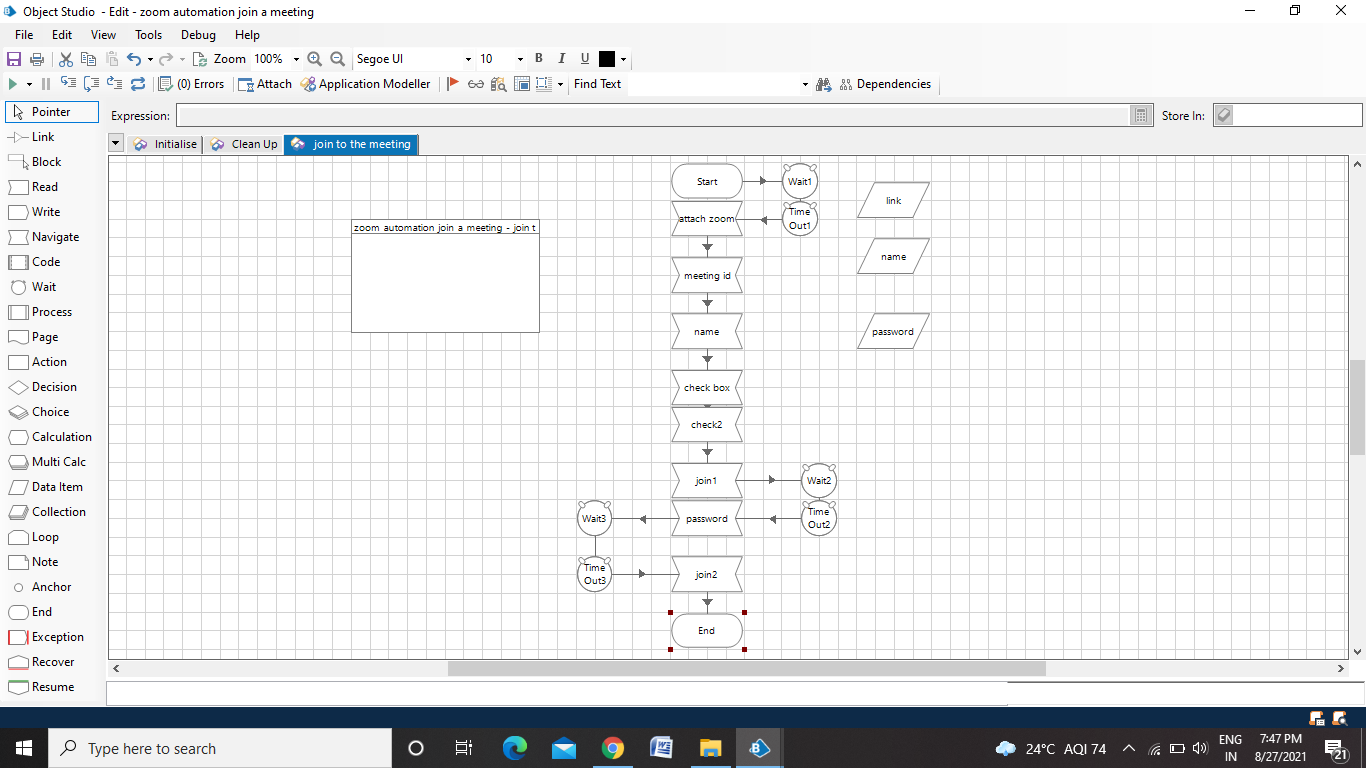 Object Studio - Edit - zoom automation join a meeting
File Edit View Tools Debug Help
Zoom 100% Segoe UI 10 B I U
(0) Errors Attach Application Modeller Find Text Dependencies
Pointer
Link
Block
Read
Write
Navigate
Code
Wait
Process
Page
Action
Decision
Choice
Calculation
Multi Calc
Data Item
Collection
Loop
Note
Anchor
End
Exception
Recover
Resume
Expression:
Store In:
Initialise Clean Up join to the meeting
zoom automation join a meeting - join t
Start
Wait1
attach zoom
Time
Out1
meeting id
name
check box
check2
join1
Wait2
password
Time
Out2
Wait3
Time
Out3
join2
End
link
name
password
Type here to search
24°C AQI 74
ENG
IN
7:47 PM
8/27/2021
21